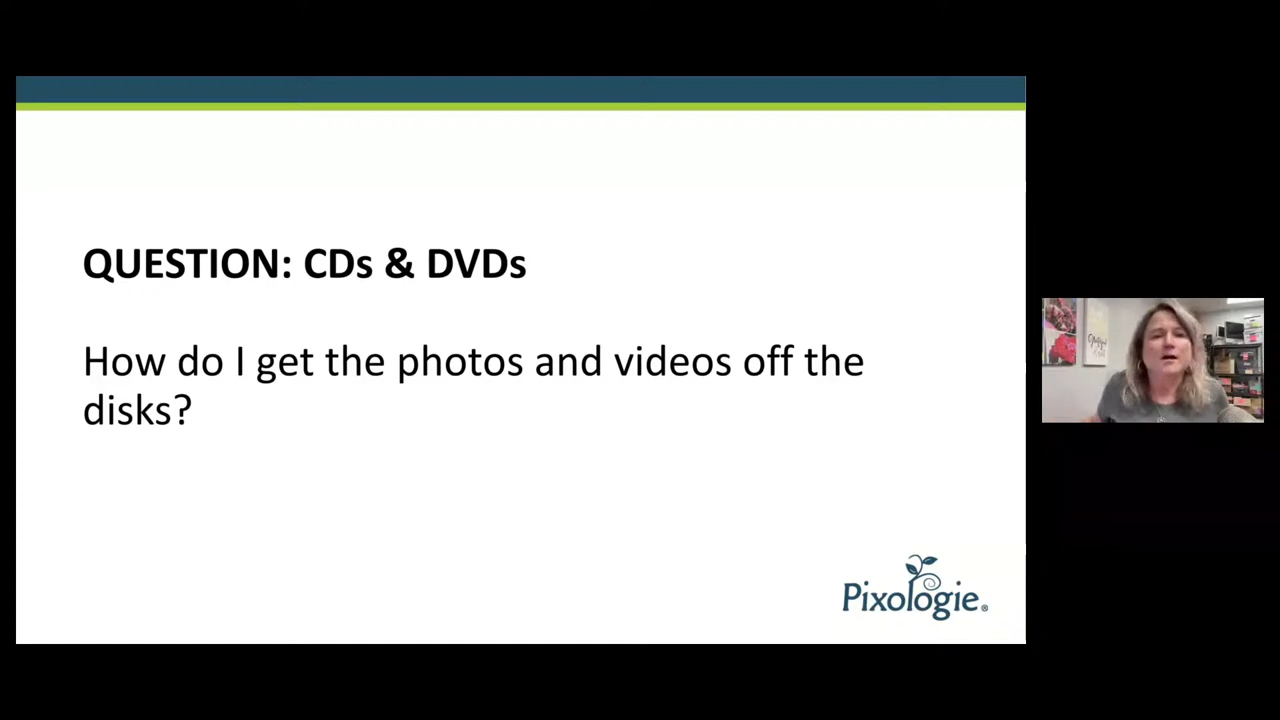 QUESTION: CDs & DVDs
How do I get the photos and videos off the
disks?
Pixologie®